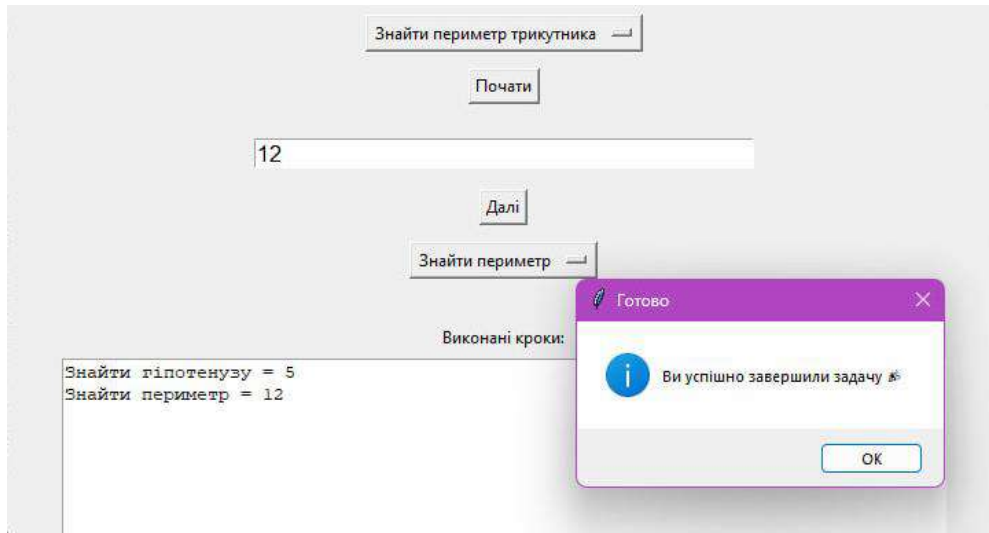 Знайти периметр трикутника
Почати
12
Далі
Знайти периметр
Готово
Виконані кроки:
Ви успішно завершили задачу 🎉
OK
Знайти гіпотенузу = 5
Знайти периметр = 12